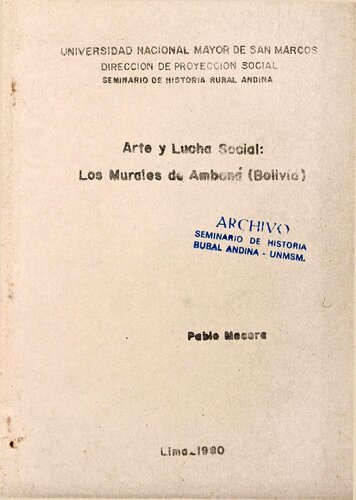 UNIVERSIDAD NACIONAL MAYOR DE SAN MARCOS
DIRECCION DE PROYECCION SOCIAL
SEMINARIO DE HISTORIA RURAL ANDINA
Arte y Lucha Social:
Los Murales de Ambaná (Bolivia)
ARCHIVO
SEMINARIO DE HISTORIA
RURAL ANDINA - UNMSM.
Pablo Macera
Lima-1990